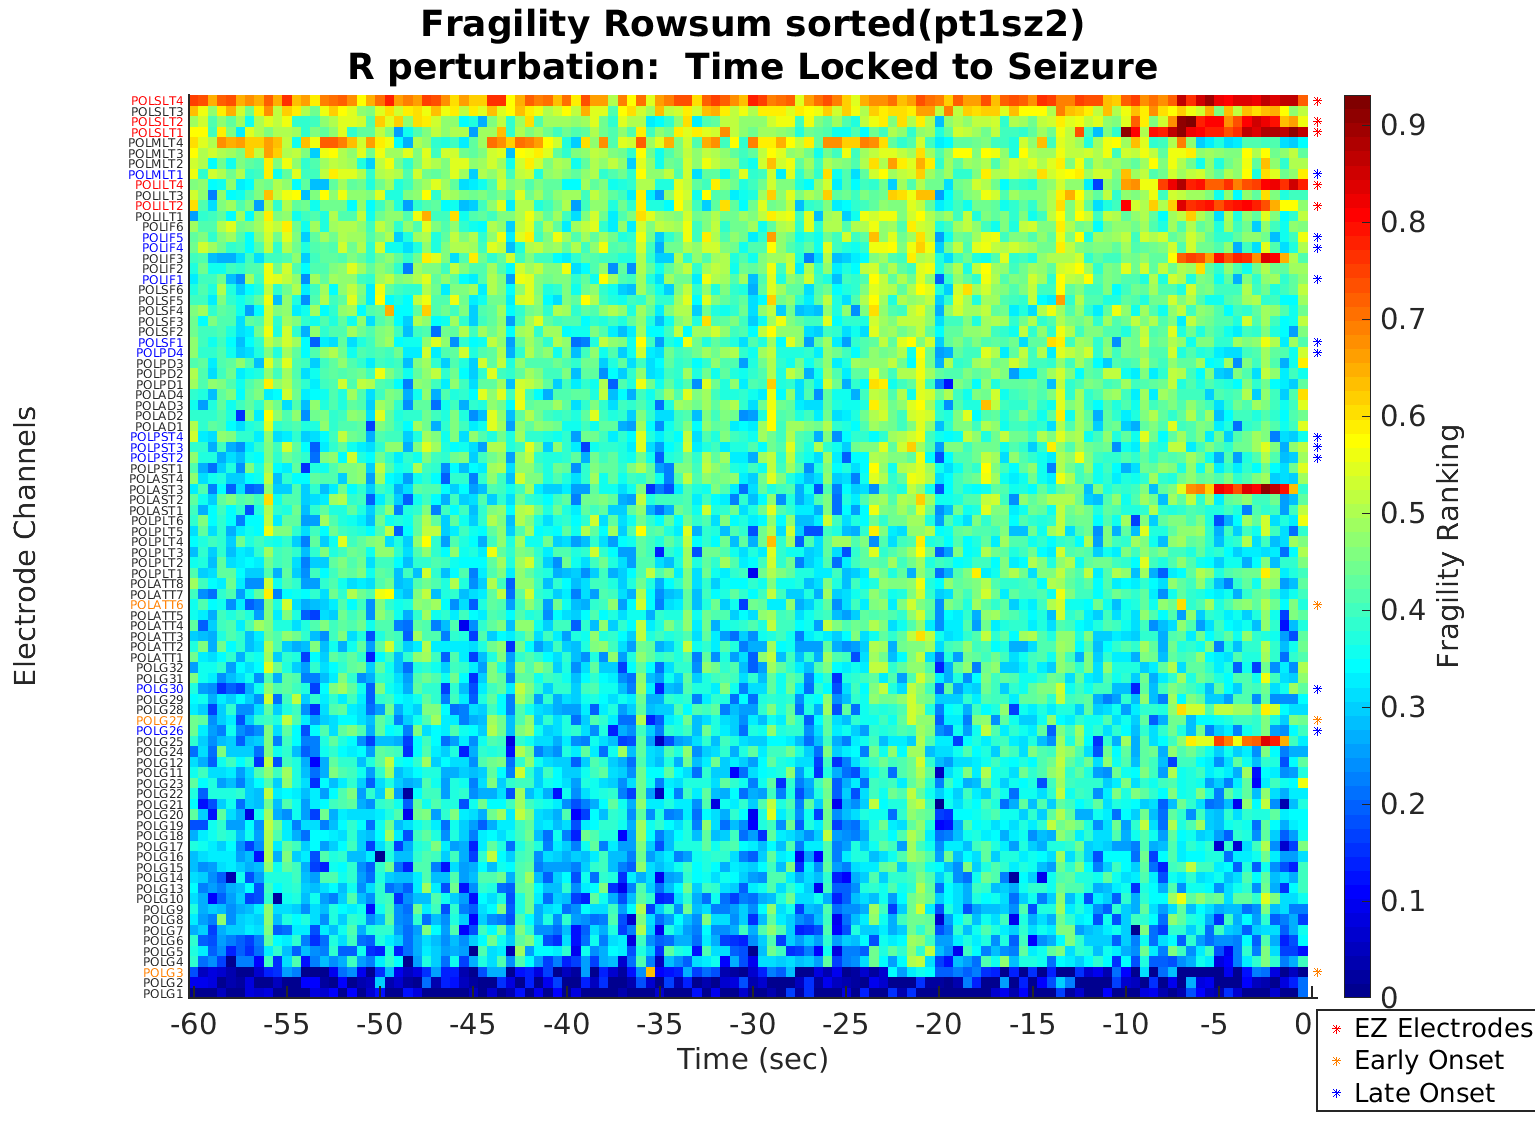 Fragility Rowsum sorted(pt1sz2)
R perturbation: Time Locked to Seizure
Electrode Channels
POLSLT4
POLSLT3
POLSLT2
POLSLT1
POLMLT4
POLMLT3
POLMLT2
POLMLT1
POLILT4
POLILT3
POLILT2
POLILT1
POLIF6
POLIF5
POLIF4
POLIF3
POLIF2
POLIF1
POLSF6
POLSF5
POLSF4
POLSF3
POLSF2
POLSF1
POLPD4
POLPD3
POLPD2
POLPD1
POLAD4
POLAD3
POLAD2
POLAD1
POLPST4
POLPST3
POLPST2
POLPST1
POLAST4
POLAST3
POLAST2
POLAST1
POLPLT6
POLPLT5
POLPLT4
POLPLT3
POLPLT2
POLPLT1
POLATT8
POLATT7
POLATT6
POLATT5
POLATT4
POLATT3
POLATT2
POLATT1
POLG32
POLG31
POLG30
POLG29
POLG28
POLG27
POLG26
POLG25
POLG24
POLG12
POLG11
POLG23
POLG22
POLG21
POLG20
POLG19
POLG18
POLG17
POLG16
POLG15
POLG14
POLG13
POLG10
POLG9
POLG8
POLG7
POLG6
POLG5
POLG4
POLG3
POLG2
POLG1
-60 -55 -50 -45 -40 -35 -30 -25 -20 -15 -10 -5 0
Time (sec)
0.9
0.8
0.7
0.6
0.5
0.4
0.3
0.2
0.1
0
Fragility Ranking
EZ Electrodes
Early Onset
Late Onset